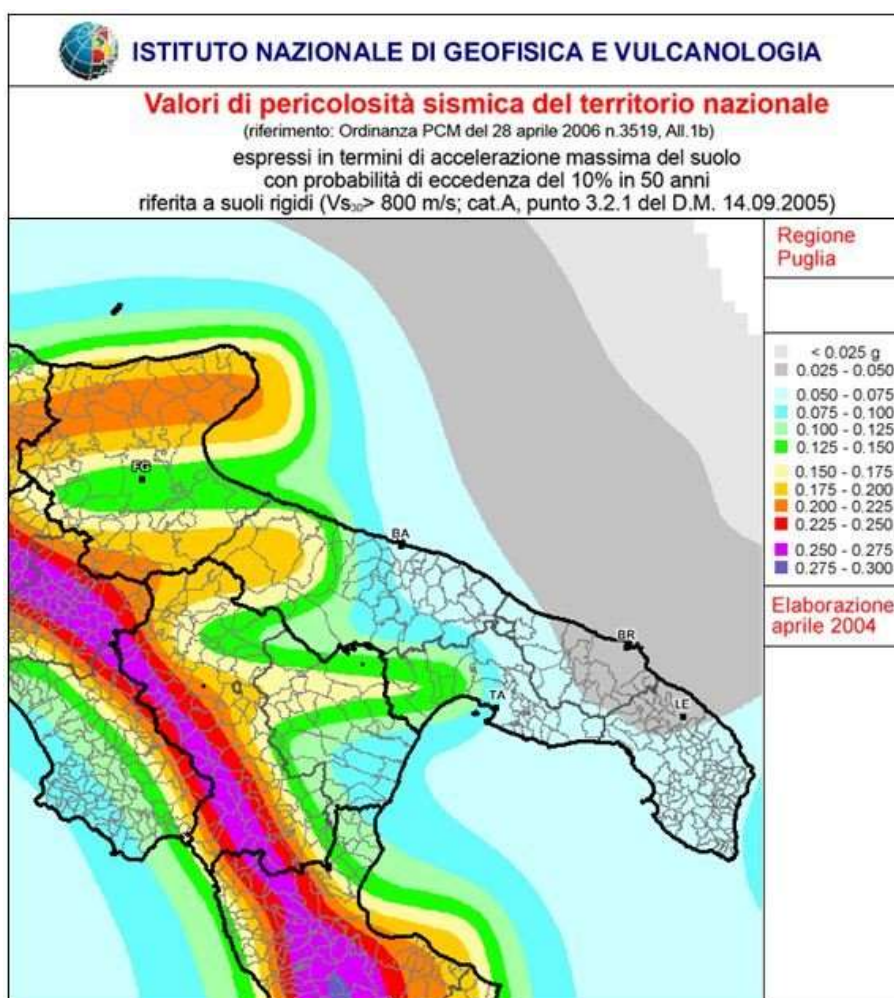 ISTITUTO NAZIONALE DI GEOFISICA E VULCANOLOGIA
Valori di pericolosità sismica del territorio nazionale
(riferimento: Ordinanza PCM del 28 aprile 2006 n.3519, All.1b)
espressi in termini di accelerazione massima del suolo
con probabilità di eccedenza del 10% in 50 anni
riferita a suoli rigidi (Vs₃₀> 800 m/s; cat.A, punto 3.2.1 del D.M. 14.09.2005)
Regione
Puglia
< 0.025 g
0.025 - 0.050
0.050 - 0.075
0.075 - 0.100
0.100 - 0.125
0.125 - 0.150
0.150 - 0.175
0.175 - 0.200
0.200 - 0.225
0.225 - 0.250
0.250 - 0.275
0.275 - 0.300
Elaborazione
aprile 2004
FG
BA
BR
TA
LE